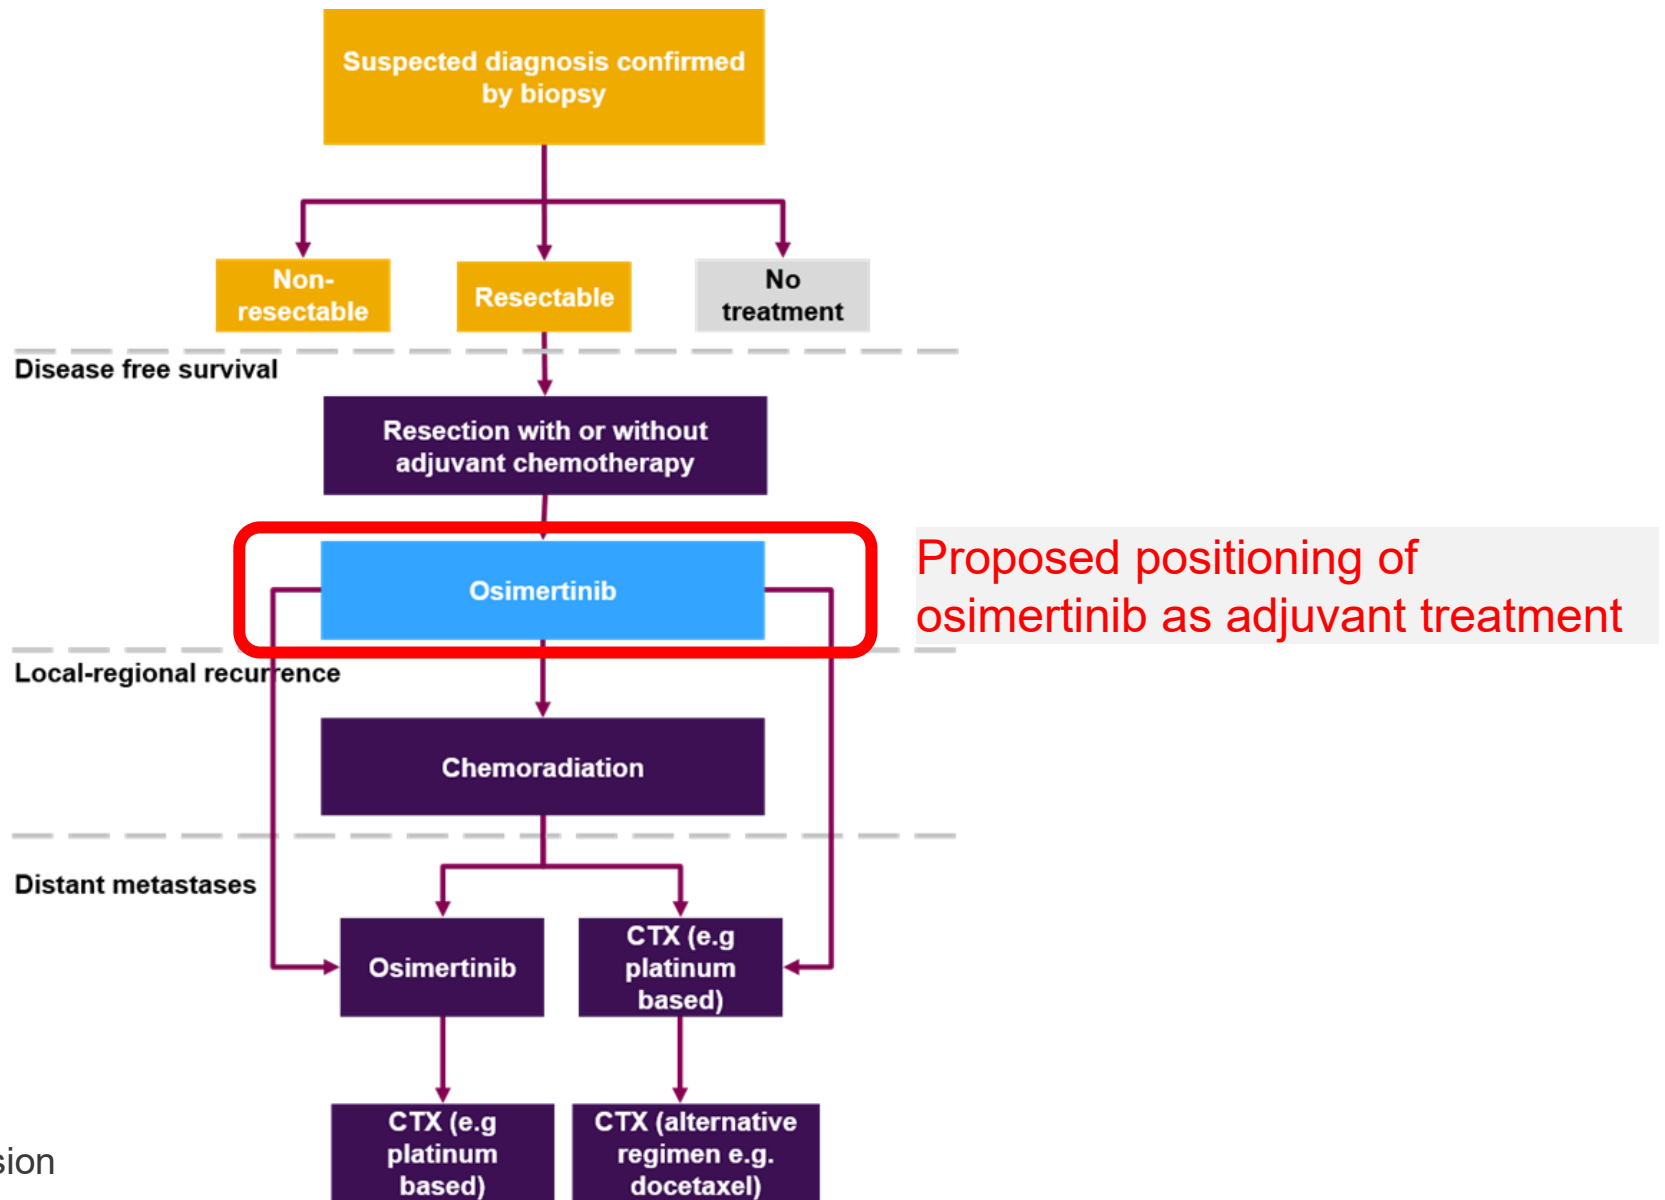 Suspected diagnosis confirmed
by biopsy
Non-
resectable
Resectable
No
treatment
Disease free survival
Resection with or without
adjuvant chemotherapy
Osimertinib
Proposed positioning of
osimertinib as adjuvant treatment
Local-regional recurrence
Chemoradiation
Distant metastases
Osimertinib
CTX (e.g
platinum
based)
CTX (e.g
platinum
based)
CTX (alternative
regimen e.g.
docetaxel)